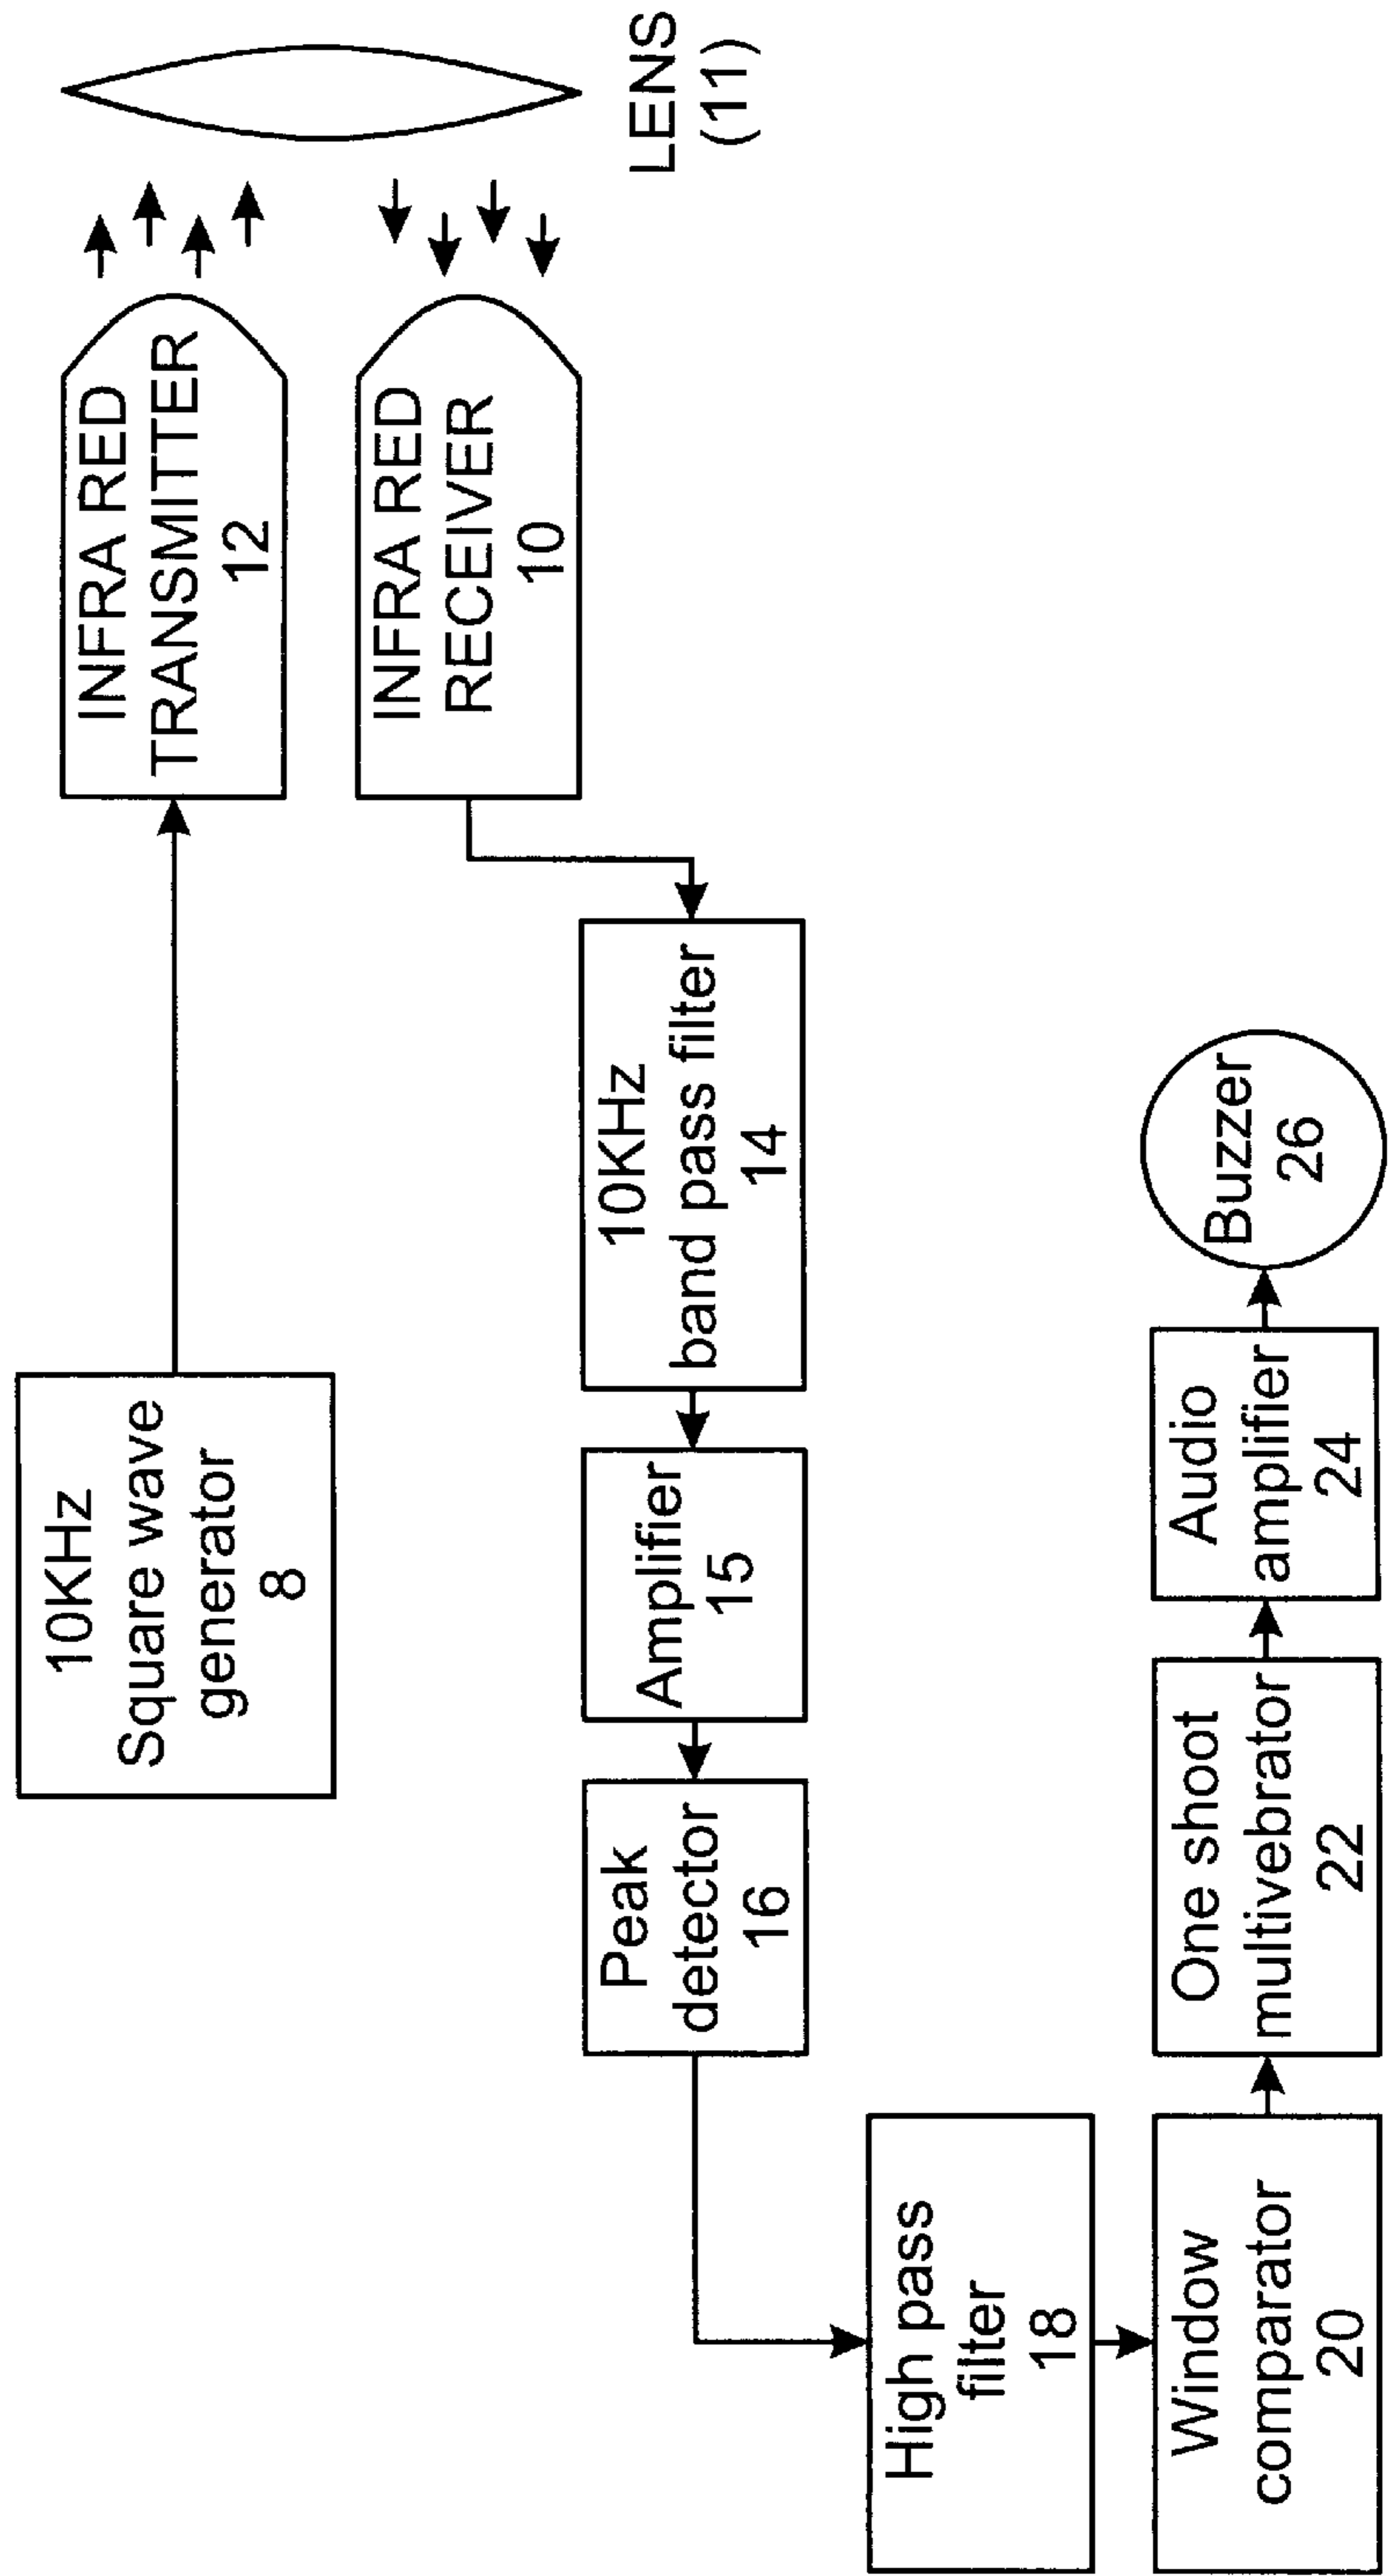 10KHz
Square wave
generator
8
INFRA RED
TRANSMITTER
12
INFRA RED
RECEIVER
10
LENS
(11)
10KHz
band pass filter
14
Amplifier
15
Peak
detector
16
High pass
filter
18
Window
comparator
20
One shoot
multivebrator
22
Audio
amplifier
24
Buzzer
26